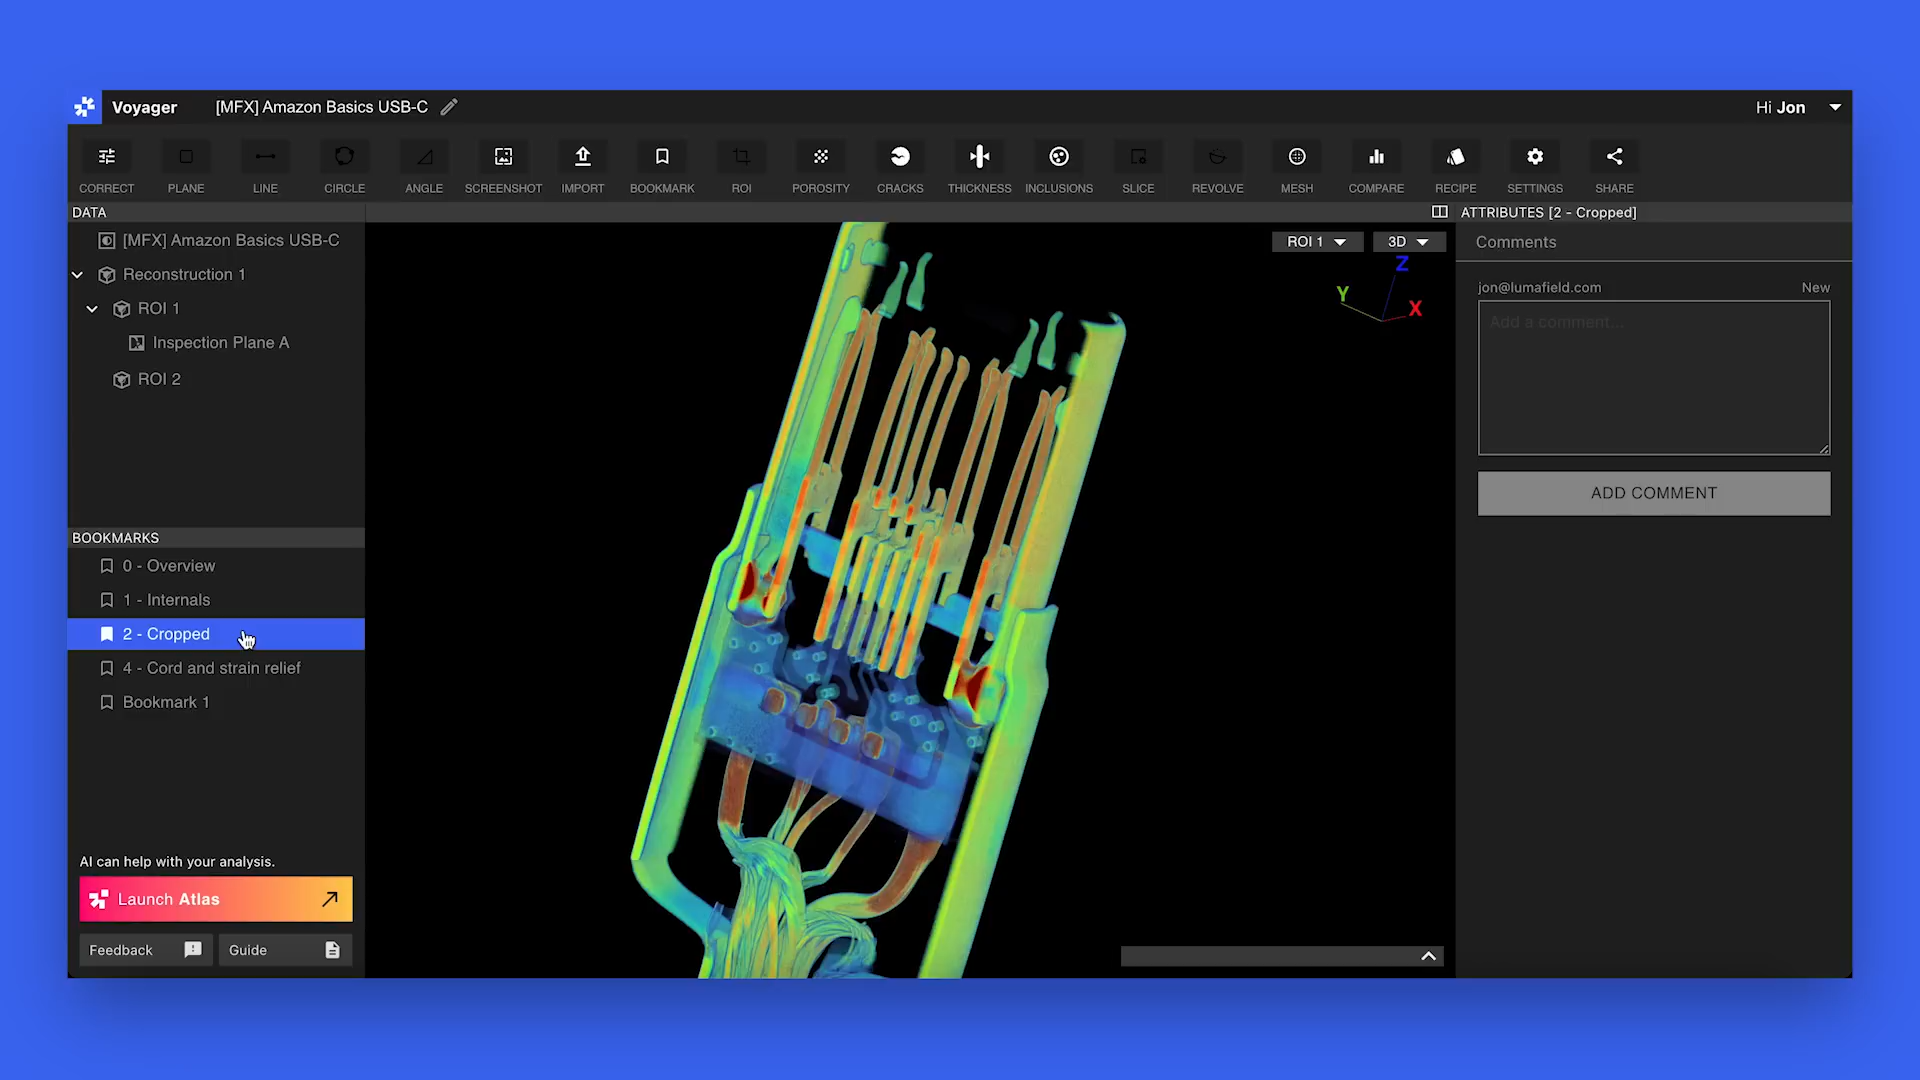 Voyager
[MFX] Amazon Basics USB-C
Hi Jon
CORRECT
PLANE
LINE
CIRCLE
ANGLE
SCREENSHOT
IMPORT
BOOKMARK
ROI
POROSITY
CRACKS
THICKNESS
INCLUSIONS
SLICE
REVOLVE
MESH
COMPARE
RECIPE
SETTINGS
SHARE
DATA
[MFX] Amazon Basics USB-C
Reconstruction 1
ROI 1
Inspection Plane A
ROI 2
BOOKMARKS
0 - Overview
1 - Internals
2 - Cropped
4 - Cord and strain relief
Bookmark 1
AI can help with your analysis.
Launch Atlas
Feedback
Guide
ROI 1
3D
Z
Y
X
ATTRIBUTES [2 - Cropped]
Comments
jon@lumafield.com
New
Add a comment...
ADD COMMENT